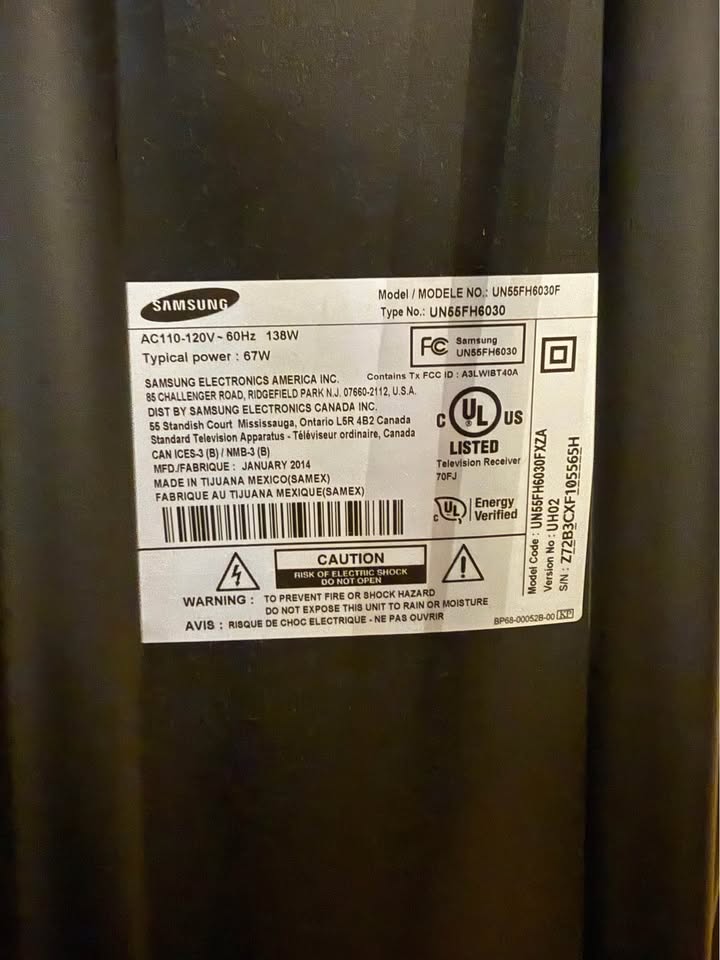 SAMSUNG
Model / MODELE NO.: UN55FH6030F
Type No.: UN55FH6030
AC110-120V ~ 60Hz 138W
Typical power : 67W
FC Samsung
UN55FH6030
SAMSUNG ELECTRONICS AMERICA INC.
Contains Tx FCC ID : A3LWIBT40A
85 CHALLENGER ROAD, RIDGEFIELD PARK N.J. 07660-2112, U.S.A.
DIST BY SAMSUNG ELECTRONICS CANADA INC.
55 Standish Court Mississauga, Ontario L5R 4B2 Canada
Standard Television Apparatus - Téléviseur ordinaire, Canada
CAN ICES-3 (B) / NMB-3 (B)
MFD./FABRIQUE : JANUARY 2014
MADE IN TIJUANA MEXICO(SAMEX)
FABRIQUE AU TIJUANA MEXIQUE(SAMEX)
C UL US
LISTED
Television Receiver
70FJ
C UL Energy
Verified
Model Code : UN55FH6030FXZA
Version No : UH02
S/N : Z72B3CXF105565H
CAUTION
RISK OF ELECTRIC SHOCK
DO NOT OPEN
WARNING : TO PREVENT FIRE OR SHOCK HAZARD
DO NOT EXPOSE THIS UNIT TO RAIN OR MOISTURE
AVIS : RISQUE DE CHOC ELECTRIQUE - NE PAS OUVRIR
BP68-00052B-00 KP